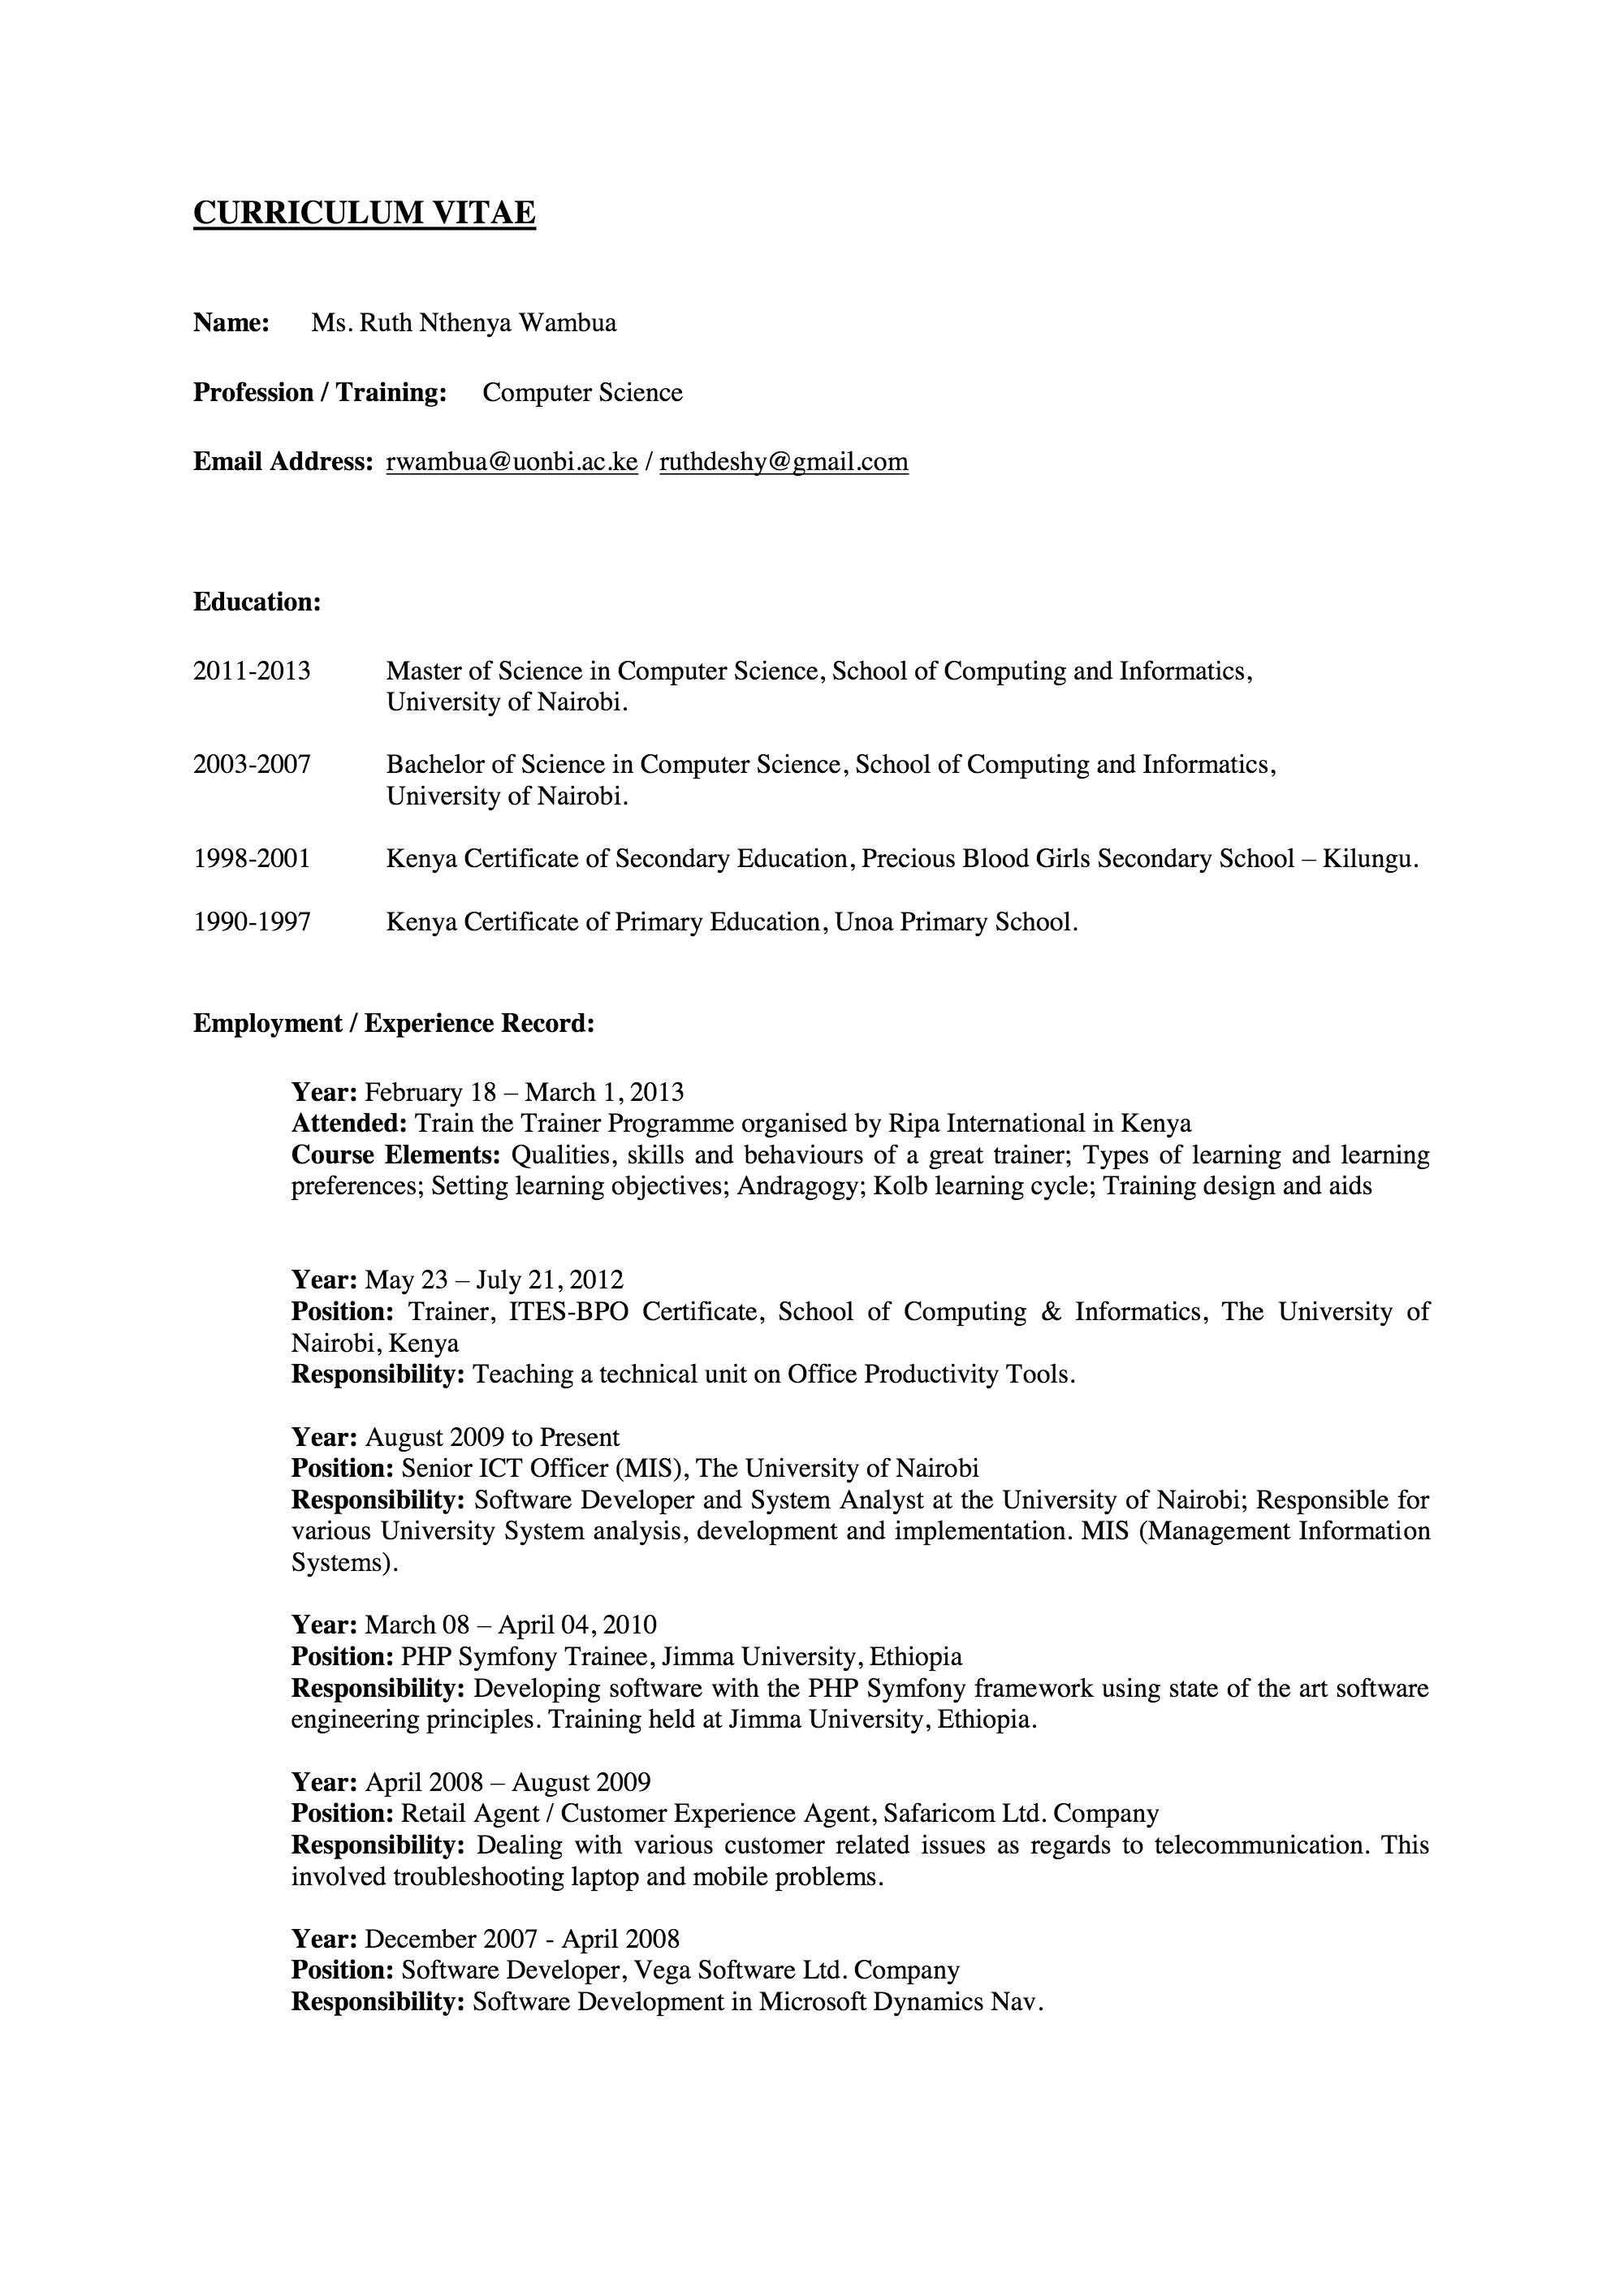 CURRICULUM VITAE
Name: Ms. Ruth Nthenya Wambua
Profession / Training: Computer Science
Email Address: rwambua@uonbi.ac.ke / ruthdeshy@gmail.com
Education:
2011-2013 Master of Science in Computer Science, School of Computing and Informatics,
University of Nairobi.
2003-2007 Bachelor of Science in Computer Science, School of Computing and Informatics,
University of Nairobi.
1998-2001 Kenya Certificate of Secondary Education, Precious Blood Girls Secondary School – Kilungu.
1990-1997 Kenya Certificate of Primary Education, Unoa Primary School.
Employment / Experience Record:
Year: February 18 – March 1, 2013
Attended: Train the Trainer Programme organised by Ripa International in Kenya
Course Elements: Qualities, skills and behaviours of a great trainer; Types of learning and learning
preferences; Setting learning objectives; Andragogy; Kolb learning cycle; Training design and aids
Year: May 23 – July 21, 2012
Position: Trainer, ITES-BPO Certificate, School of Computing & Informatics, The University of
Nairobi, Kenya
Responsibility: Teaching a technical unit on Office Productivity Tools.
Year: August 2009 to Present
Position: Senior ICT Officer (MIS), The University of Nairobi
Responsibility: Software Developer and System Analyst at the University of Nairobi; Responsible for
various University System analysis, development and implementation. MIS (Management Information
Systems).
Year: March 08 – April 04, 2010
Position: PHP Symfony Trainee, Jimma University, Ethiopia
Responsibility: Developing software with the PHP Symfony framework using state of the art software
engineering principles. Training held at Jimma University, Ethiopia.
Year: April 2008 – August 2009
Position: Retail Agent / Customer Experience Agent, Safaricom Ltd. Company
Responsibility: Dealing with various customer related issues as regards to telecommunication. This
involved troubleshooting laptop and mobile problems.
Year: December 2007 - April 2008
Position: Software Developer, Vega Software Ltd. Company
Responsibility: Software Development in Microsoft Dynamics Nav.